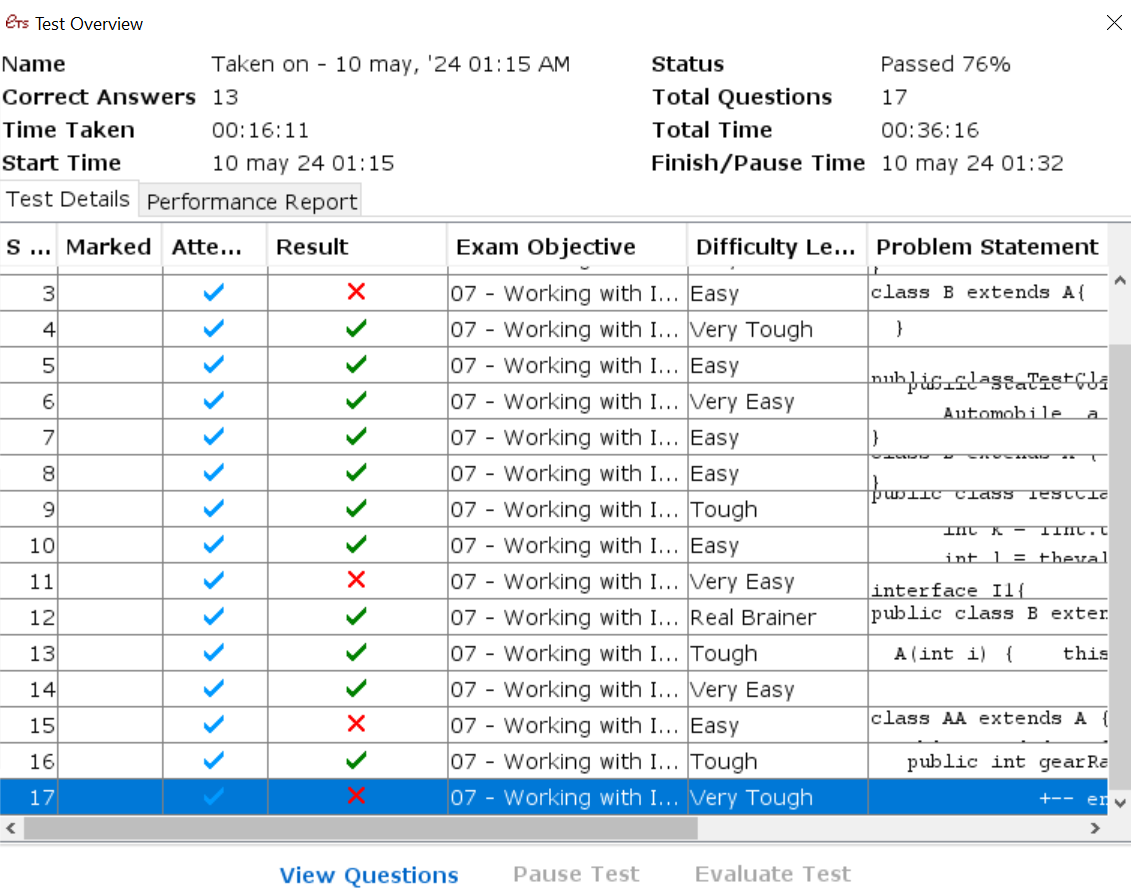 eTS Test Overview
Name Taken on - 10 may, '24 01:15 AM Status Passed 76%
Correct Answers 13 Total Questions 17
Time Taken 00:16:11 Total Time 00:36:16
Start Time 10 may 24 01:15 Finish/Pause Time 10 may 24 01:32
Test Details Performance Report
S ... Marked Atte... Result Exam Objective Difficulty Le... Problem Statement
}
3 07 - Working with I... Easy class B extends A{
4 07 - Working with I... Very Tough }
5 07 - Working with I... Easy public class TestCla
public static voi
6 07 - Working with I... Very Easy Automobile a
7 07 - Working with I... Easy }
class B extends A {
8 07 - Working with I... Easy }
public class TestCla
9 07 - Working with I... Tough
int k =
10 07 - Working with I... Easy int l = theval
11 07 - Working with I... Very Easy interface I1{
12 07 - Working with I... Real Brainer public class B exten
13 07 - Working with I... Tough A(int i) { this
14 07 - Working with I... Very Easy
15 07 - Working with I... Easy class AA extends A {
16 07 - Working with I... Tough public int gearRa
17 07 - Working with I... Very Tough +-- en
View Questions Pause Test Evaluate Test